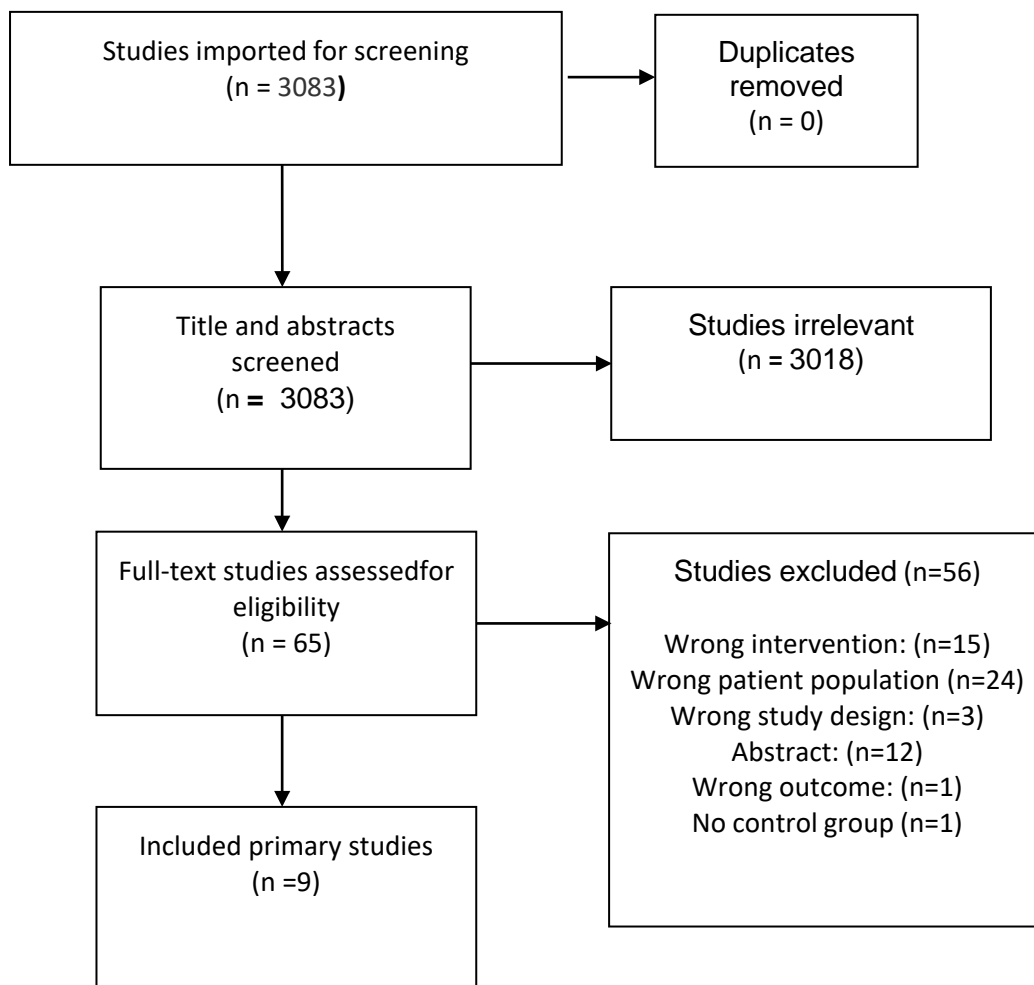 Studies imported for screening
(n = 3083)
Duplicates
removed
(n = 0)
Title and abstracts
screened
(n = 3083)
Studies irrelevant
(n = 3018)
Full-text studies assessedfor
eligibility
(n = 65)
Studies excluded (n=56)
Wrong intervention: (n=15)
Wrong patient population (n=24)
Wrong study design: (n=3)
Abstract: (n=12)
Wrong outcome: (n=1)
No control group (n=1)
Included primary studies
(n =9)